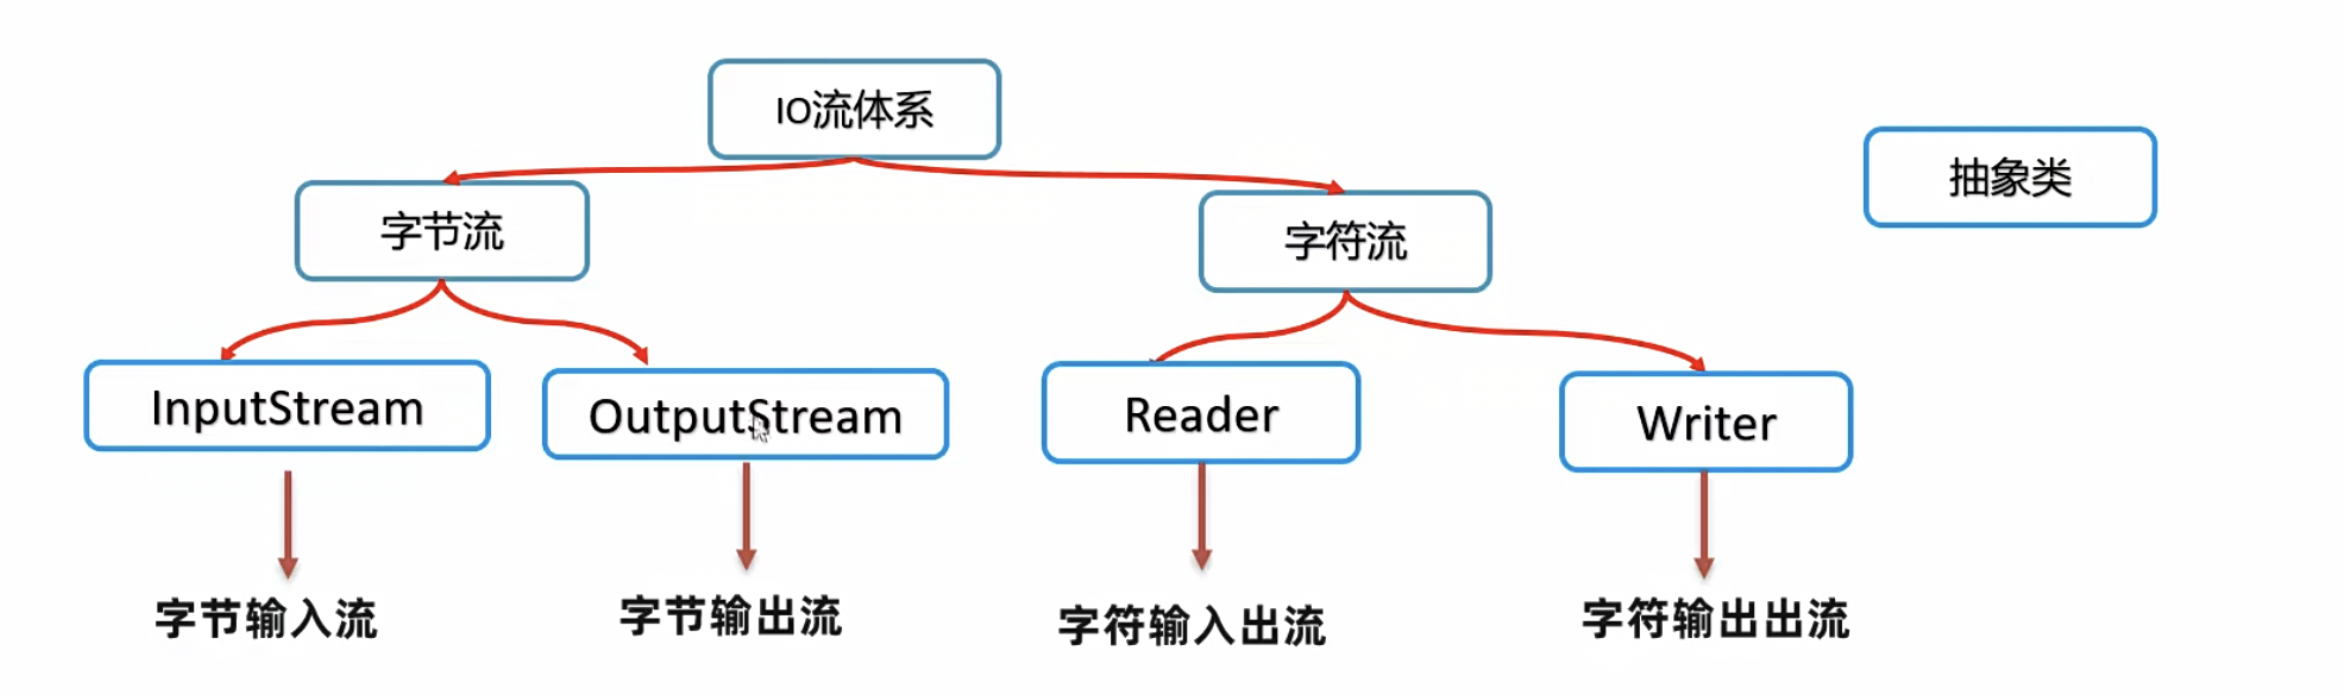 IO流体系
抽象类
字节流
字符流
InputStream
OutputStream
Reader
Writer
字节输入流
字节输出流
字符输入出流
字符输出出流